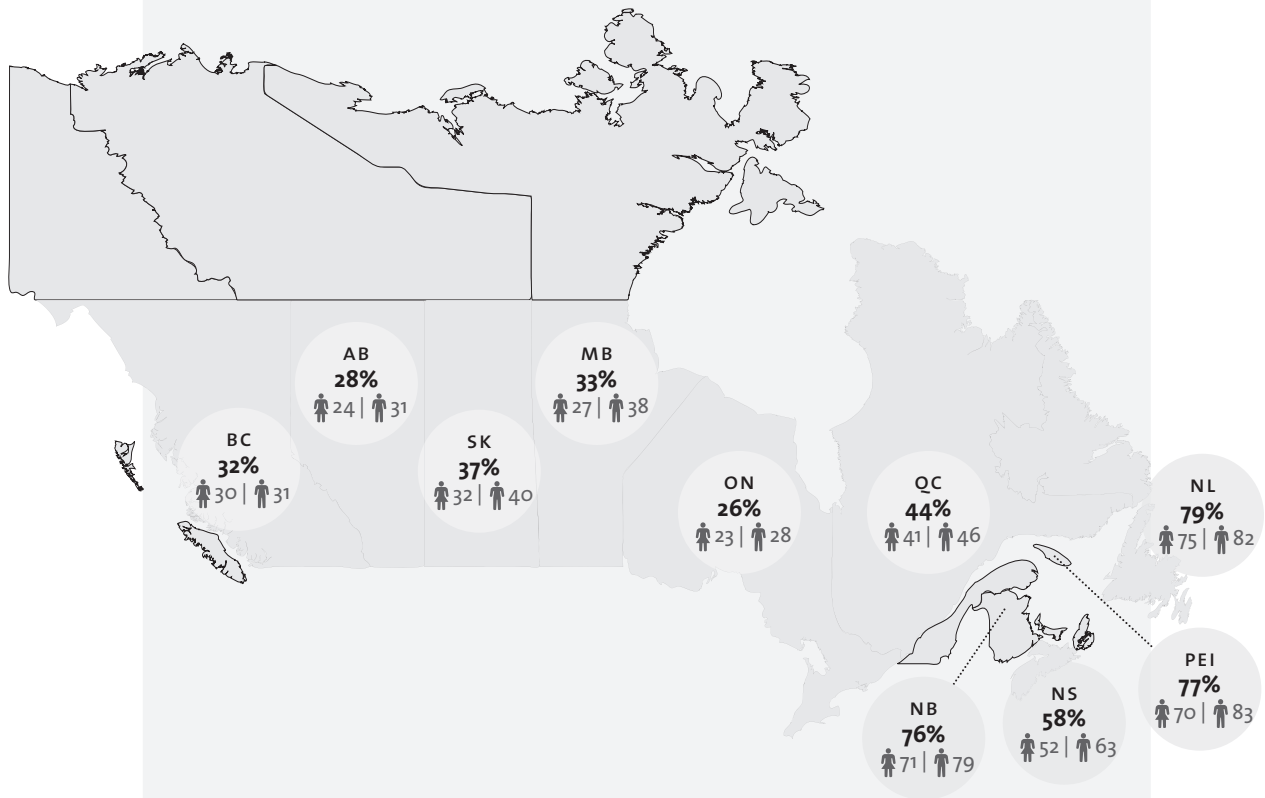 AB
28%
24 | 31
MB
33%
27 | 38
BC
32%
30 | 31
SK
37%
32 | 40
ON
26%
23 | 28
QC
44%
41 | 46
NL
79%
75 | 82
PEI
77%
70 | 83
NB
76%
71 | 79
NS
58%
52 | 63